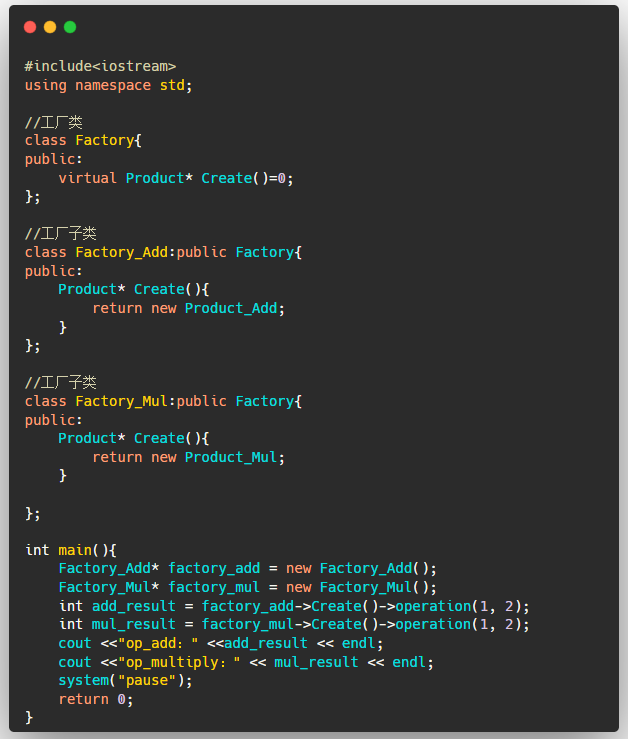 #include<iostream>
using namespace std;
//工厂类
class Factory{
public:
    virtual Product* Create()=0;
};
//工厂子类
class Factory_Add:public Factory{
public:
    Product* Create(){
        return new Product_Add;
    }
};
//工厂子类
class Factory_Mul:public Factory{
public:
    Product* Create(){
        return new Product_Mul;
    }
};
int main(){
    Factory_Add* factory_add = new Factory_Add();
    Factory_Mul* factory_mul = new Factory_Mul();
    int add_result = factory_add->Create()->operation(1, 2);
    int mul_result = factory_mul->Create()->operation(1, 2);
    cout <<"op_add：" <<add_result << endl;
    cout <<"op_multiply：" << mul_result << endl;
    system("pause");
    return 0;
}